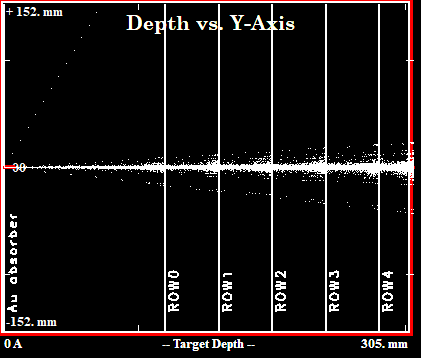 Depth vs. Y-Axis
+ 152. mm
30
Au absorber
ROW0
ROW1
ROW2
ROW3
ROW4
-152. mm
0 A
-- Target Depth --
305. mm